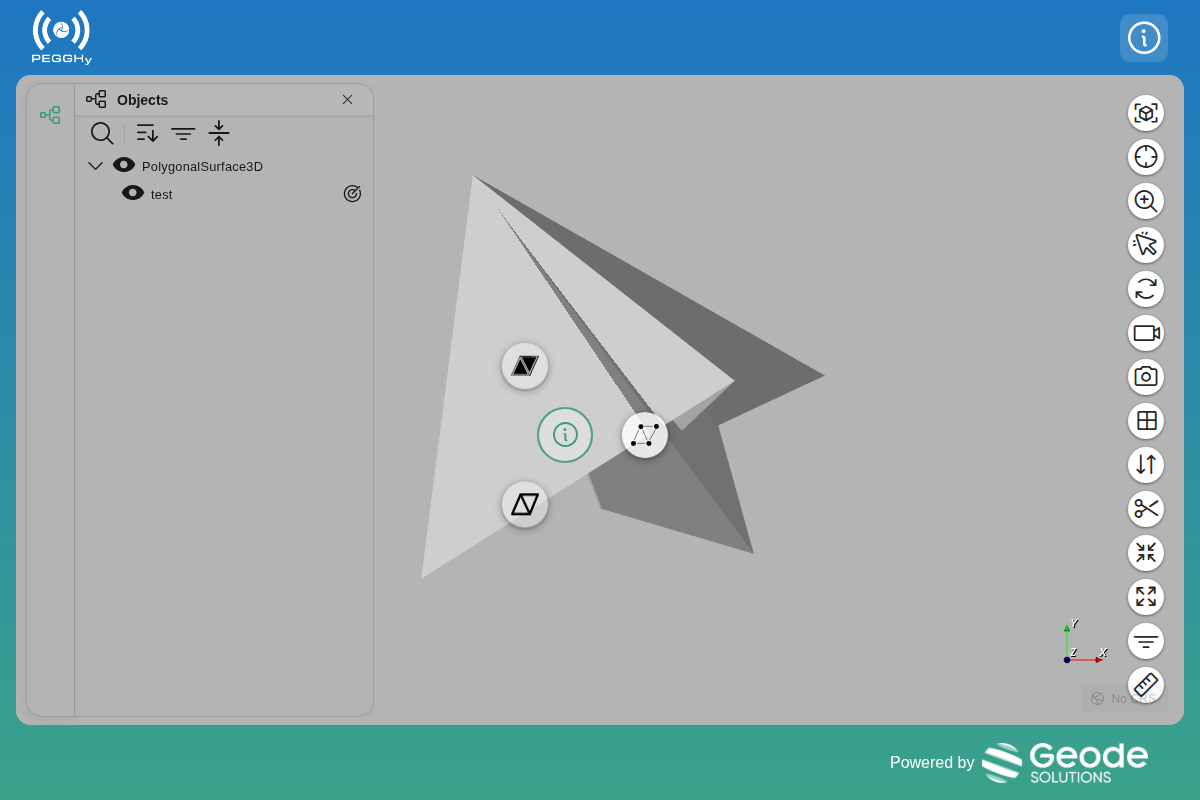 PEGGHy
Objects
PolygonalSurface3D
test
Y
Z X
No CRS
Powered by
Geode
SOLUTIONS